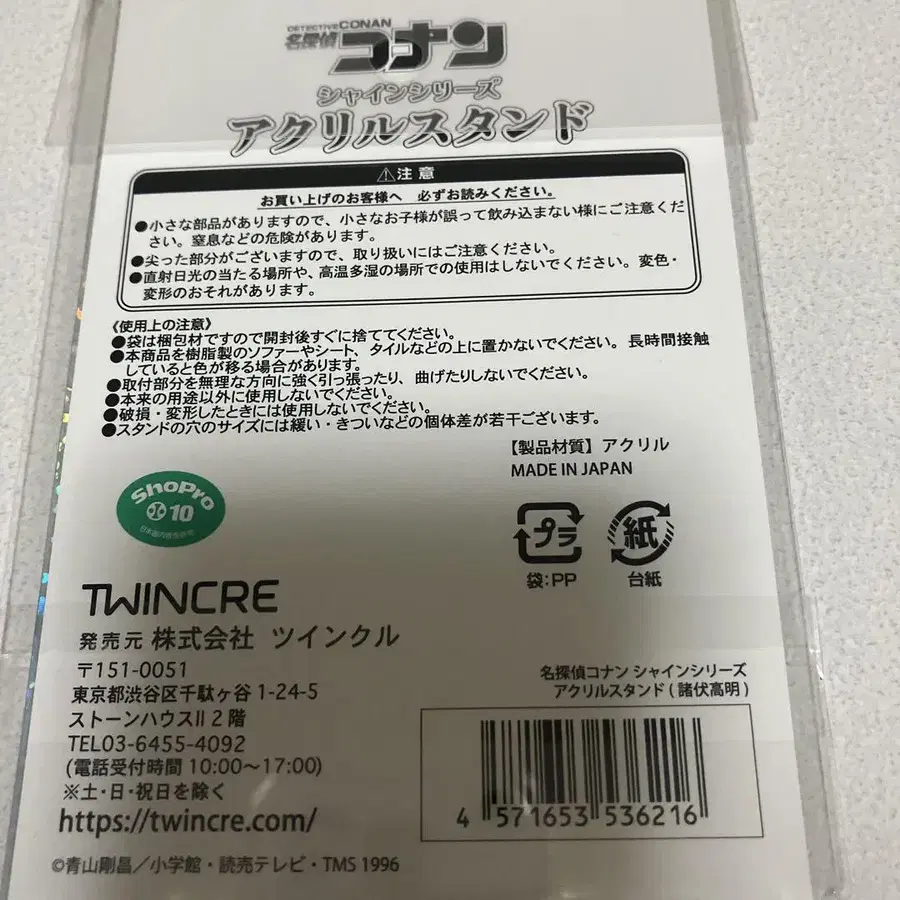 DETECTIVE CONAN
名探偵コナン
シャインシリーズ
アクリルスタンド
⚠注意
お買い上げのお客様へ 必ずお読みください。
●小さな部品がありますので、小さなお子様が誤って飲み込まない様にご注意くだ
さい。窒息などの危険があります。
●尖った部分がございますので、取り扱いにはご注意ください。
●直射日光の当たる場所や、高温多湿の場所での使用はしないでください。変色・
変形のおそれがあります。
《使用上の注意》
●袋は梱包材ですので開封後すぐに捨ててください。
●本商品を樹脂製のソファーやシート、タイルなどの上に置かないでください。長時間接触
していると色が移る場合があります。
●取付部分を無理な方向に強く引っ張ったり、曲げたりしないでください。
●本来の用途以外に使用しないでください。
●破損・変形したときには使用しないでください。
●スタンドの穴のサイズには緩い・きついなどの個体差が若干ございます。
【製品材質】アクリル
MADE IN JAPAN
ShoPro
10
プラ
紙
袋:PP
台紙
TWINCRE
発売元 株式会社 ツインクル
〒151-0051
東京都渋谷区千駄ヶ谷1-24-5
ストーンハウスII 2階
TEL03-6455-4092
(電話受付時間 10:00～17:00)
※土・日・祝日を除く
https://twincre.com/
名探偵コナン シャインシリーズ
アクリルスタンド(諸伏高明)
4 571653 536216
©青山剛昌／小学館・読売テレビ・TMS 1996